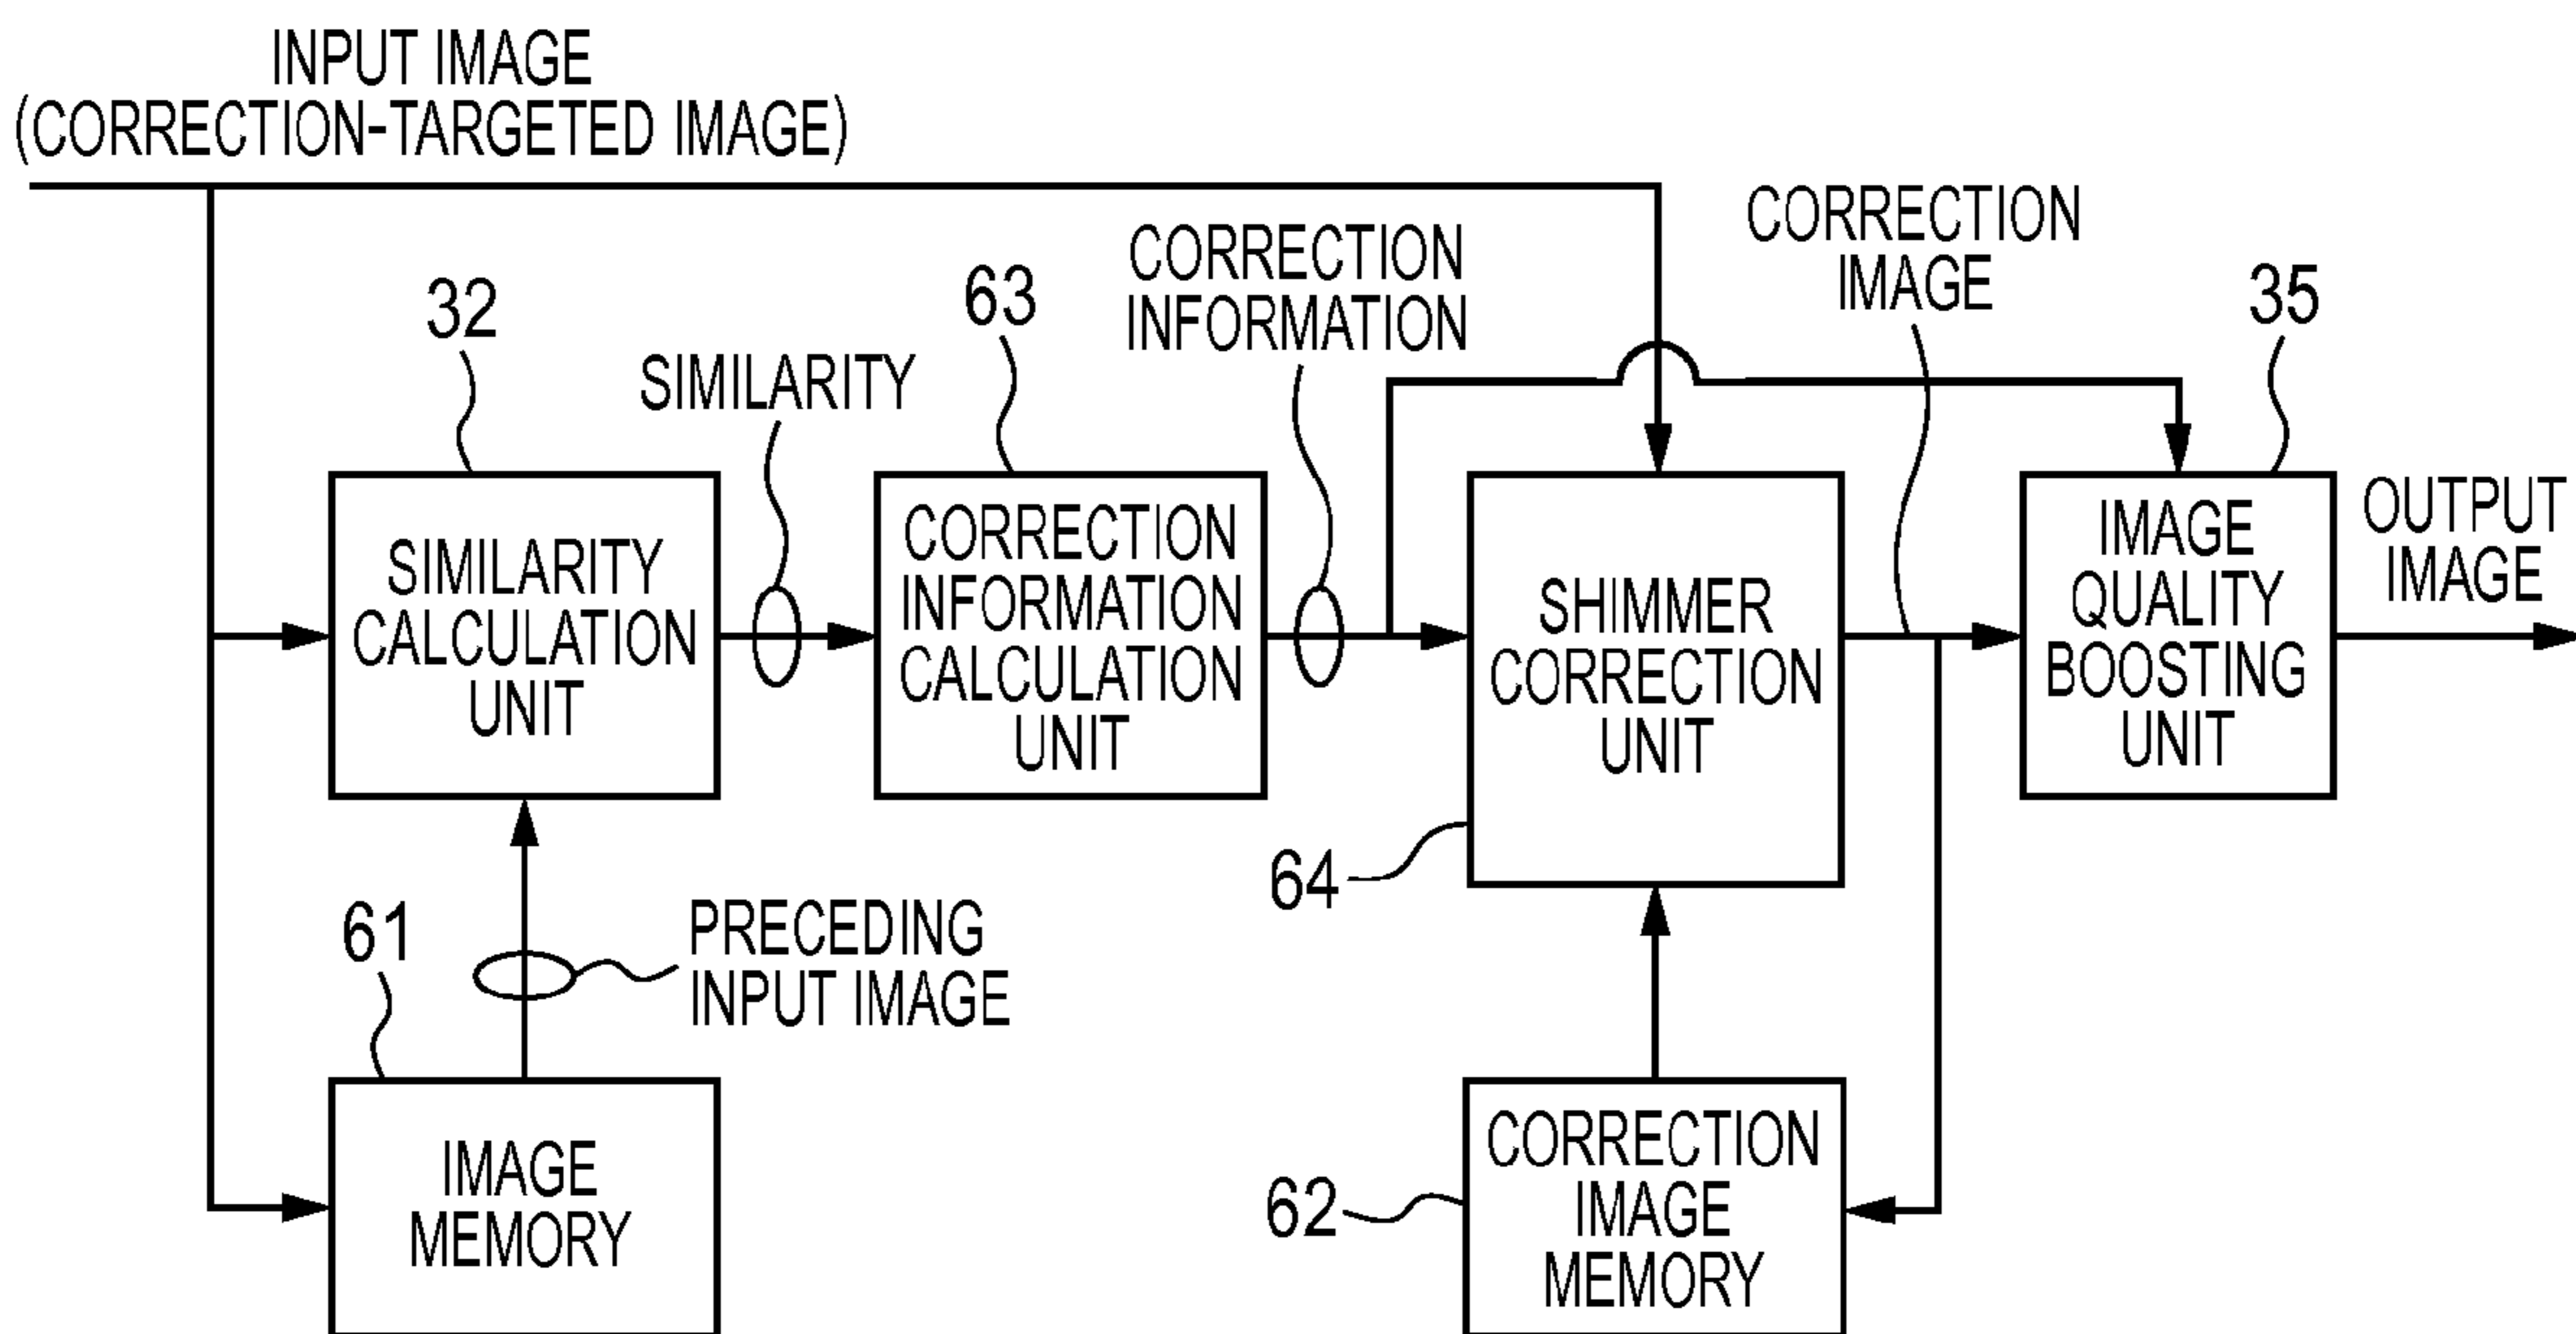 INPUT IMAGE
(CORRECTION-TARGETED IMAGE)
CORRECTION
IMAGE
CORRECTION
INFORMATION
32
63
35
SIMILARITY
SIMILARITY
CALCULATION
UNIT
CORRECTION
INFORMATION
CALCULATION
UNIT
SHIMMER
CORRECTION
UNIT
IMAGE
QUALITY
BOOSTING
UNIT
OUTPUT
IMAGE
64
61
PRECEDING
INPUT IMAGE
IMAGE
MEMORY
62
CORRECTION
IMAGE
MEMORY